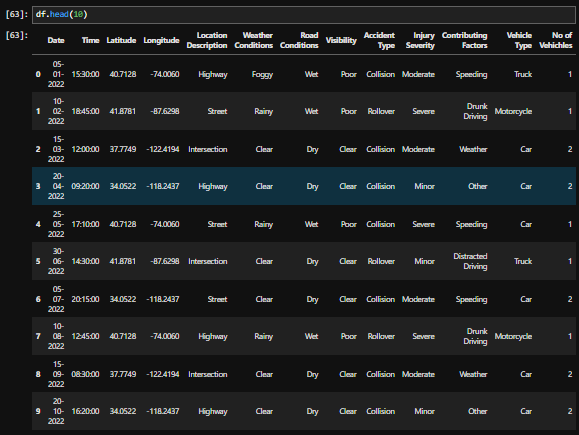 [63]: df.head(10)
[63]: Date Time Latitude Longitude Location Description Weather Conditions Road Conditions Visibility Accident Type Injury Severity Contributing Factors Vehicle Type No of Vehichles
0 05-01-2022 15:30:00 40.7128 -74.0060 Highway Foggy Wet Poor Collision Moderate Speeding Truck 1
1 10-02-2022 18:45:00 41.8781 -87.6298 Street Rainy Wet Poor Rollover Severe Drunk Driving Motorcycle 1
2 15-03-2022 12:00:00 37.7749 -122.4194 Intersection Clear Dry Clear Collision Moderate Weather Car 2
3 20-04-2022 09:20:00 34.0522 -118.2437 Highway Clear Dry Clear Collision Minor Other Car 2
4 25-05-2022 17:10:00 40.7128 -74.0060 Street Rainy Wet Poor Collision Severe Speeding Car 1
5 30-06-2022 14:30:00 41.8781 -87.6298 Intersection Clear Dry Clear Rollover Minor Distracted Driving Truck 1
6 05-07-2022 20:15:00 34.0522 -118.2437 Street Clear Dry Clear Collision Moderate Speeding Car 2
7 10-08-2022 12:45:00 40.7128 -74.0060 Highway Rainy Wet Poor Rollover Severe Drunk Driving Motorcycle 1
8 15-09-2022 08:30:00 37.7749 -122.4194 Intersection Clear Dry Clear Collision Moderate Weather Car 2
9 20-10-2022 16:20:00 34.0522 -118.2437 Highway Clear Dry Clear Collision Minor Other Car 2